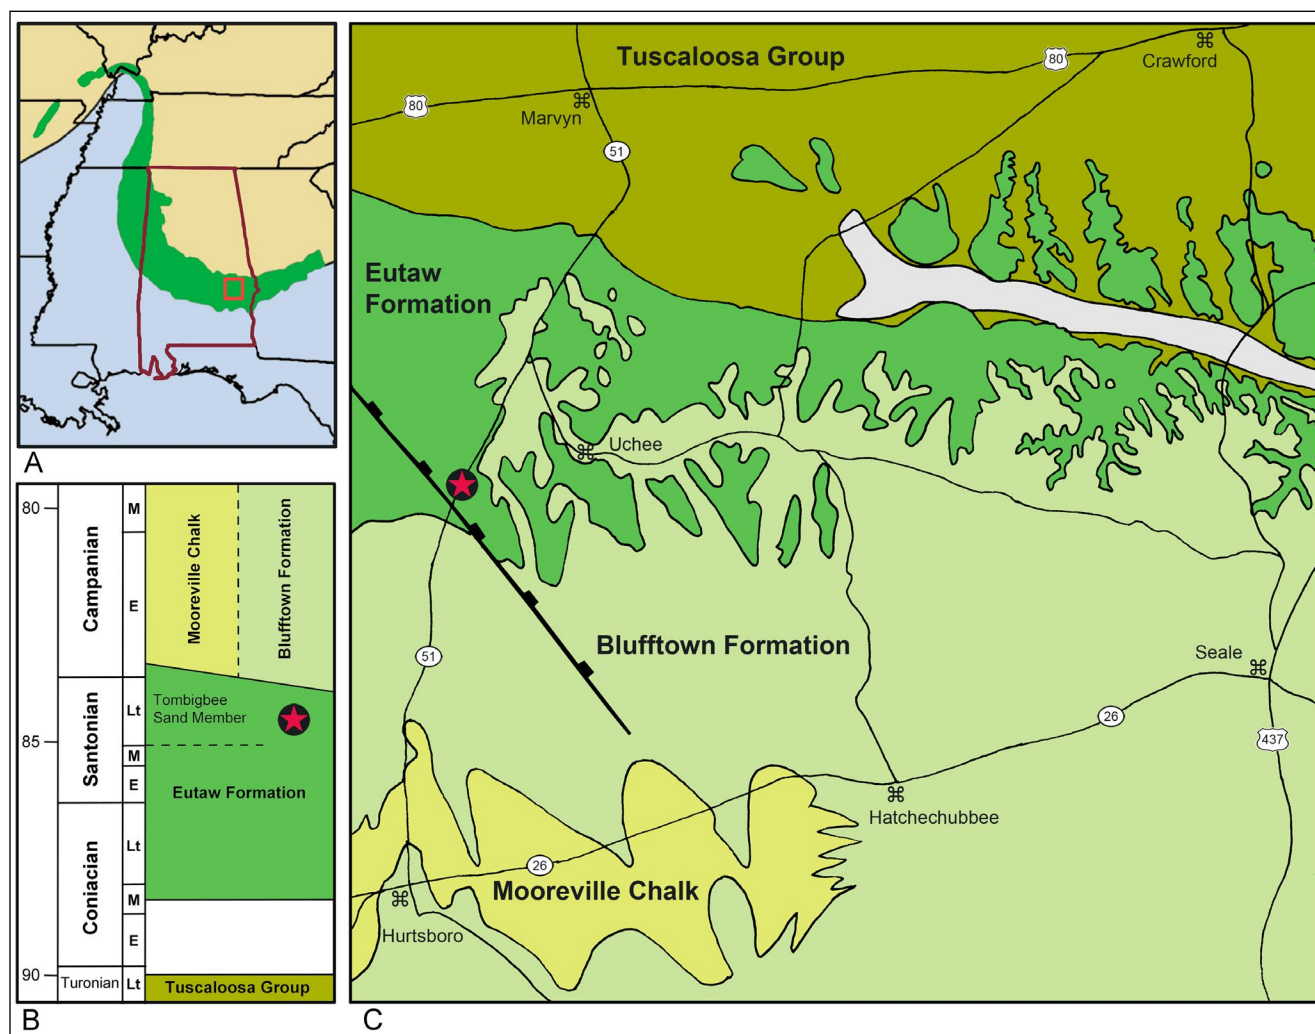 A
80
85
90
Campanian
Santonian
Coniacian
Turonian
M
E
Lt
M
E
Lt
M
E
Lt
Mooreville Chalk
Blufftown Formation
Tombigbee
Sand Member
Eutaw Formation
Tuscaloosa Group
B
Tuscaloosa Group
80
80
Crawford
Marvyn
51
Eutaw
Formation
Uchee
Blufftown Formation
51
Seale
26
437
Hatchechubbee
26
Mooreville Chalk
Hurtsboro
C